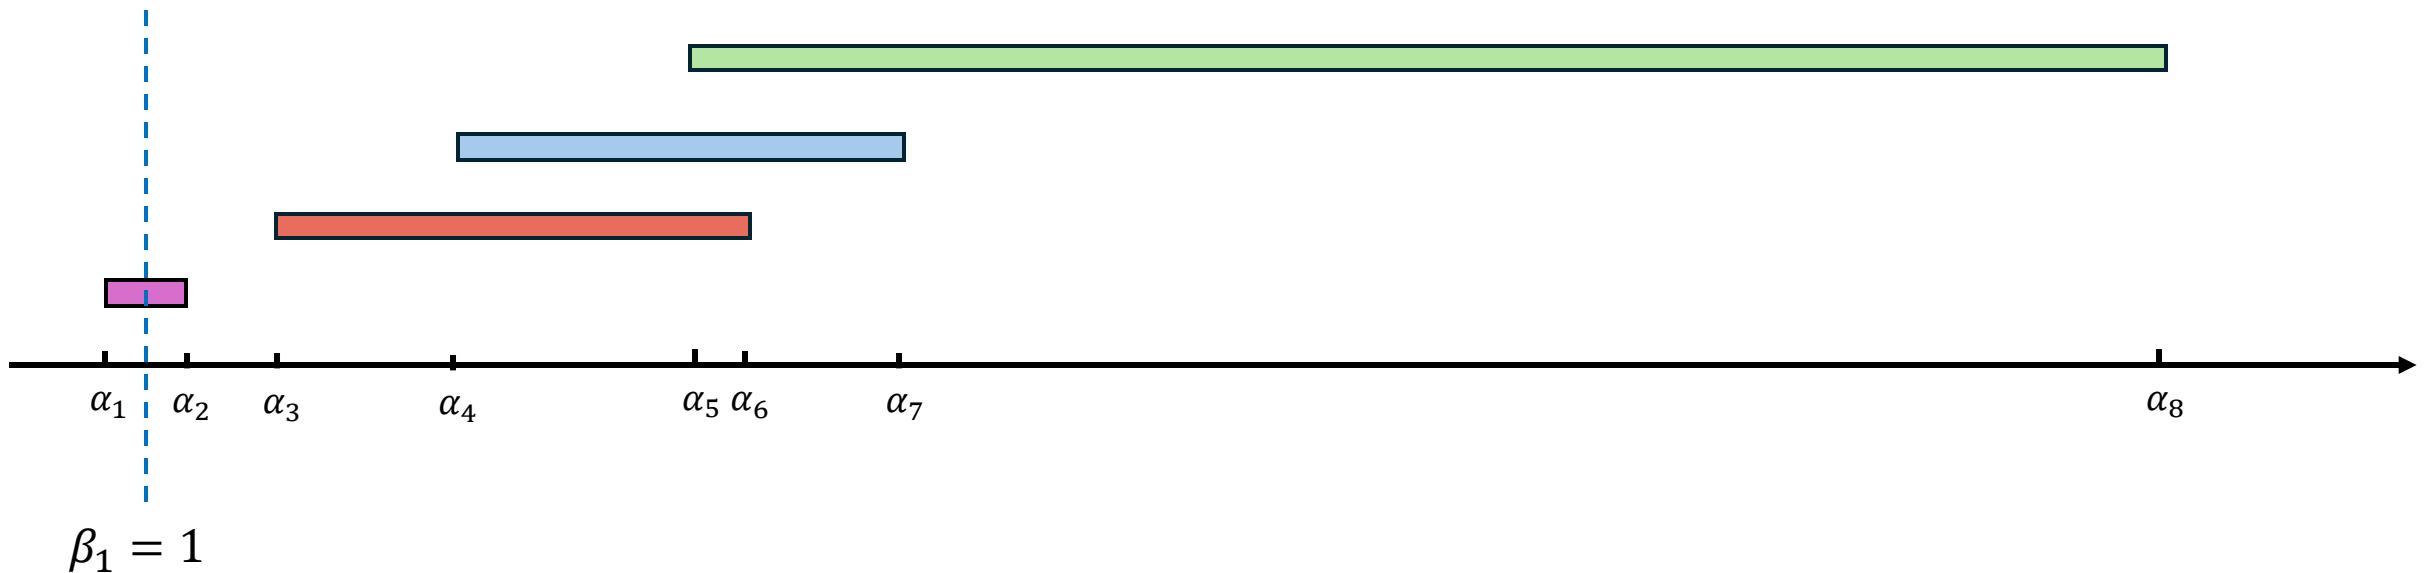 α₁ α₂ α₃ α₄ α₅ α₆ α₇ α₈
β₁ = 1